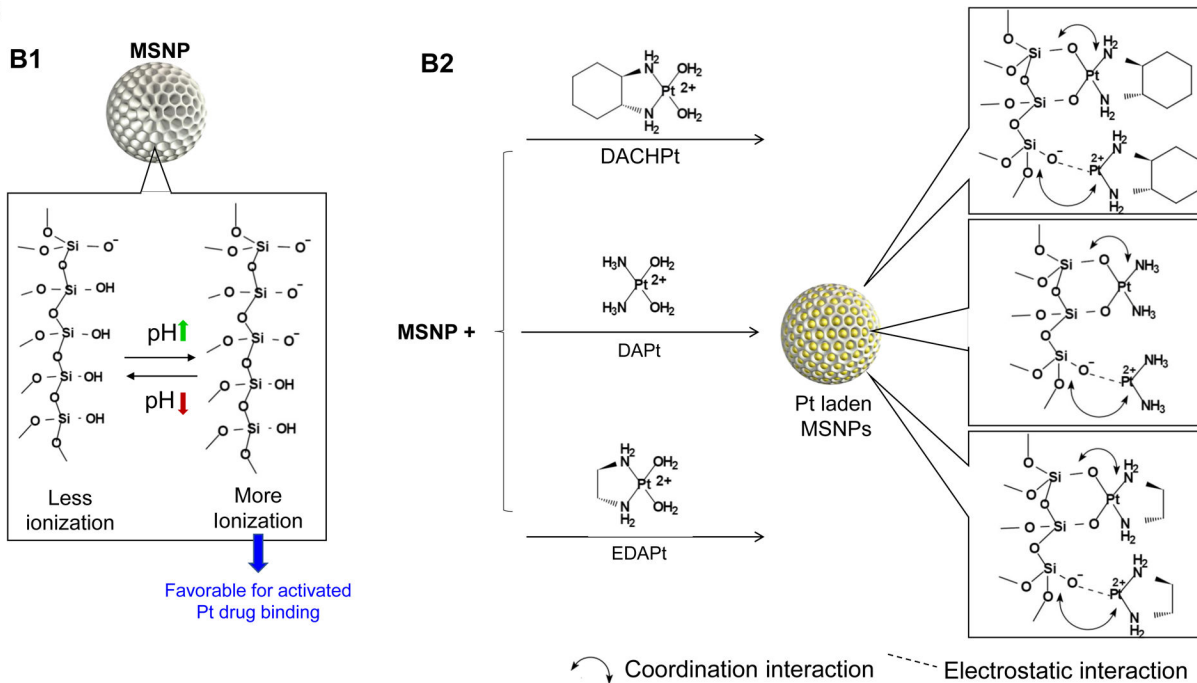 B1
MSNP
O
O
Si
O⁻
O
O
Si
OH
O
O
Si
OH
O
O
Si
OH
O
O
Si
OH
O
pH
pH
O
O
Si
O⁻
O
O
Si
O⁻
O
O
Si
O⁻
O
O
Si
OH
O
O
Si
OH
O
Less
ionization
More
Ionization
Favorable for activated
Pt drug binding
B2
MSNP +
H₂
N
OH₂
Pt 2+
N
H₂
OH₂
DACHPt
H₃N
OH₂
Pt 2+
H₃N
OH₂
DAPt
H₂
N
OH₂
Pt 2+
N
H₂
OH₂
EDAPt
Pt laden
MSNPs
O
O
Si
O
H₂
N
O
Pt
O
Si
O
N
H₂
O
O
Si
O⁻
2+
Pt
H₂
N
O
N
H₂
O
O
Si
O
NH₃
O
Pt
O
Si
O
NH₃
O
O
Si
O⁻
2+
Pt
NH₃
O
NH₃
O
O
Si
O
H₂
N
O
Pt
O
Si
O
N
H₂
O
O
Si
O⁻
2+
Pt
H₂
N
O
N
H₂
Coordination interaction
Electrostatic interaction